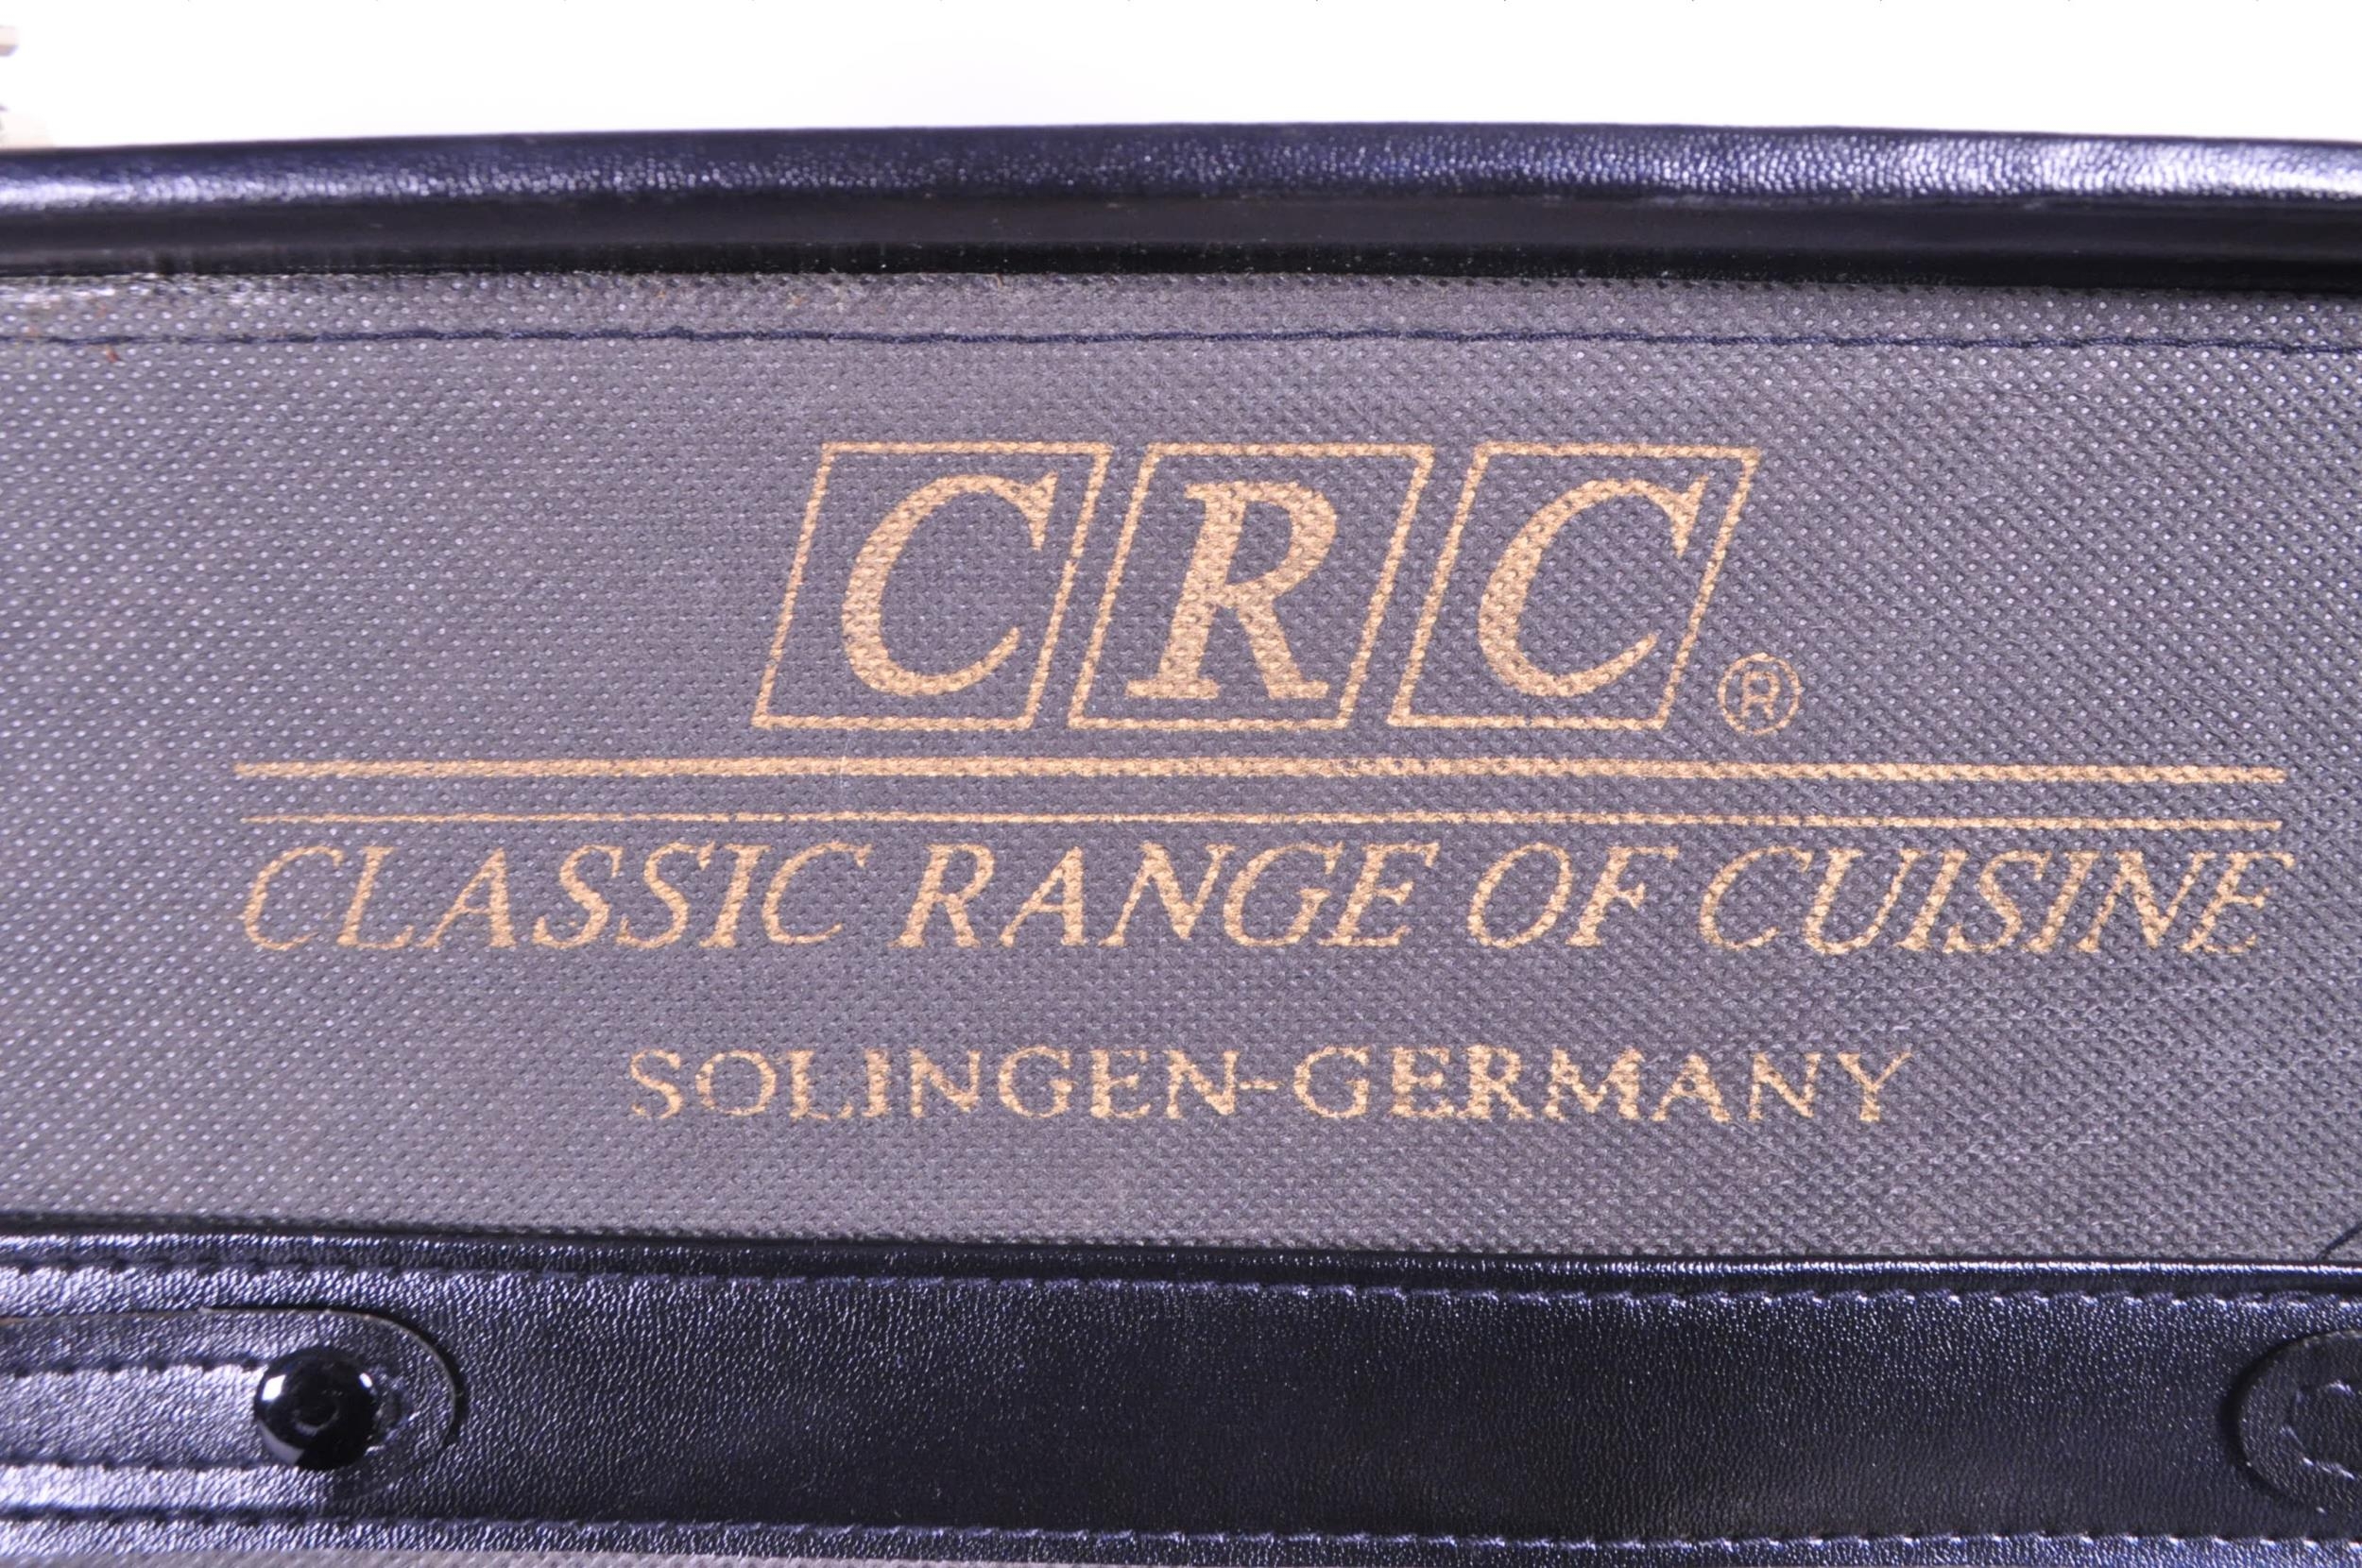 CRC®
CLASSIC RANGE OF CUISINE
SOLINGEN-GERMANY